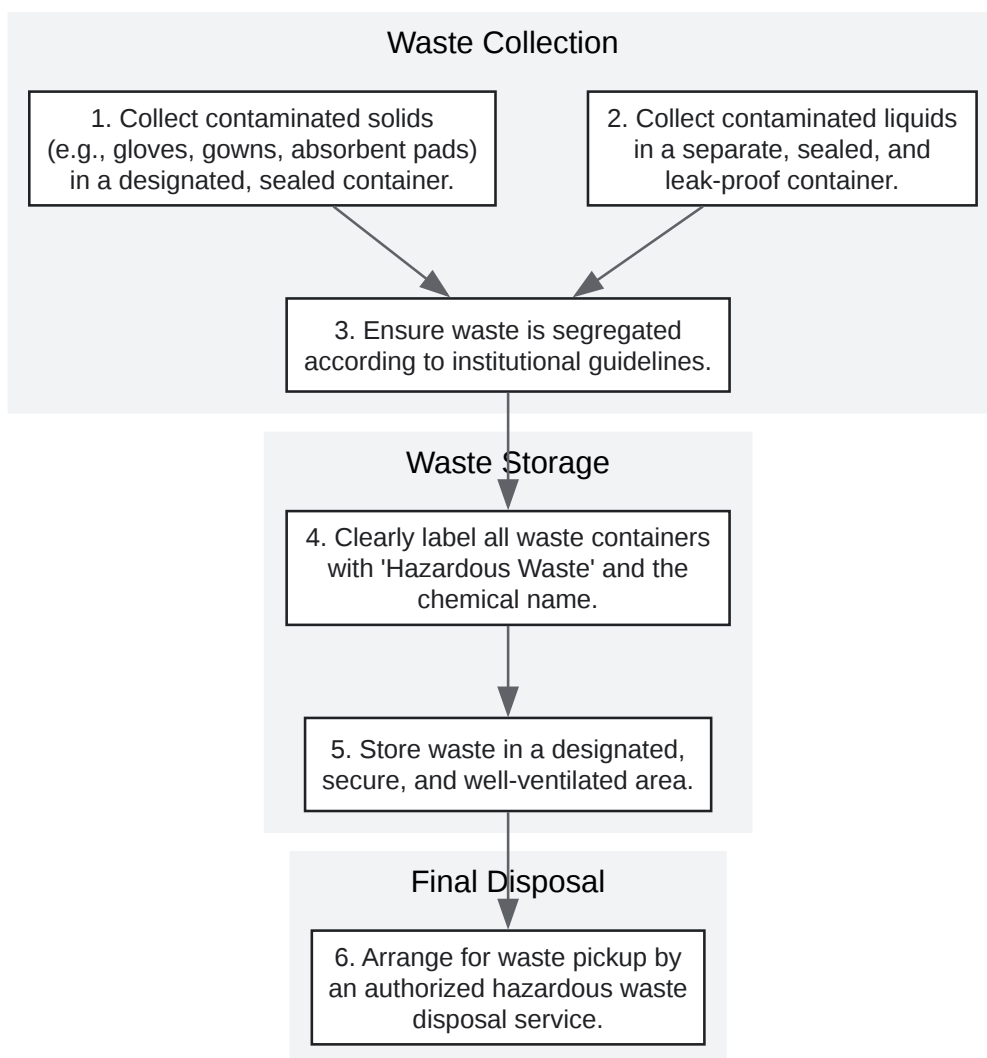 Waste Collection
1. Collect contaminated solids
(e.g., gloves, gowns, absorbent pads)
in a designated, sealed container.
2. Collect contaminated liquids
in a separate, sealed, and
leak-proof container.
3. Ensure waste is segregated
according to institutional guidelines.
Waste Storage
4. Clearly label all waste containers
with 'Hazardous Waste' and the
chemical name.
5. Store waste in a designated,
secure, and well-ventilated area.
Final Disposal
6. Arrange for waste pickup by
an authorized hazardous waste
disposal service.